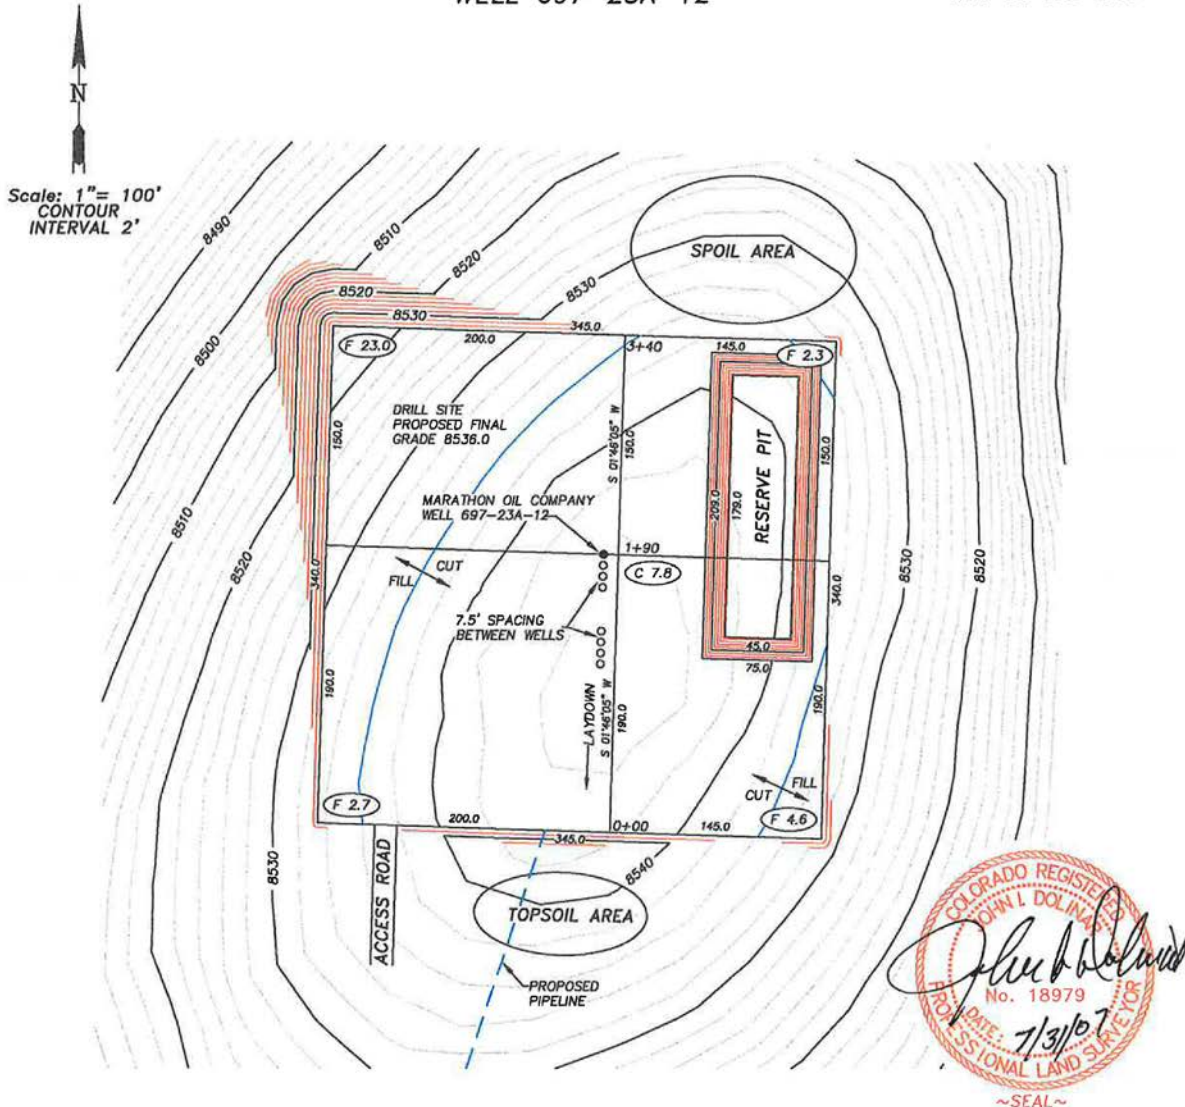 WELL 697-23A-12
N
Scale: 1"= 100'
CONTOUR
INTERVAL 2'
8490
8510
8520
8530
SPOIL AREA
8520
8530
8500
F 23.0
200.0
345.0
3+40
145.0
F 2.3
DRILL SITE
PROPOSED FINAL
GRADE 8536.0
150.0
S 01°46'05" W
150.0
150.0
209.0
179.0
RESERVE PIT
MARATHON OIL COMPANY
WELL 697-23A-12
8510
1+90
C 7.8
CUT
FILL
8520
340.0
8530
8520
340.0
7.5' SPACING
BETWEEN WELLS
45.0
75.0
190.0
LAYDOWN
S 01°46'05" W
190.0
190.0
FILL
CUT
F 2.7
F 4.6
200.0
345.0
0+00
145.0
8530
8540
ACCESS ROAD
TOPSOIL AREA
PROPOSED
PIPELINE
COLORADO REGISTERED
JOHN I. DOLINAR
No. 18979
DATE: 7/31/07
PROFESSIONAL LAND SURVEYOR
~SEAL~